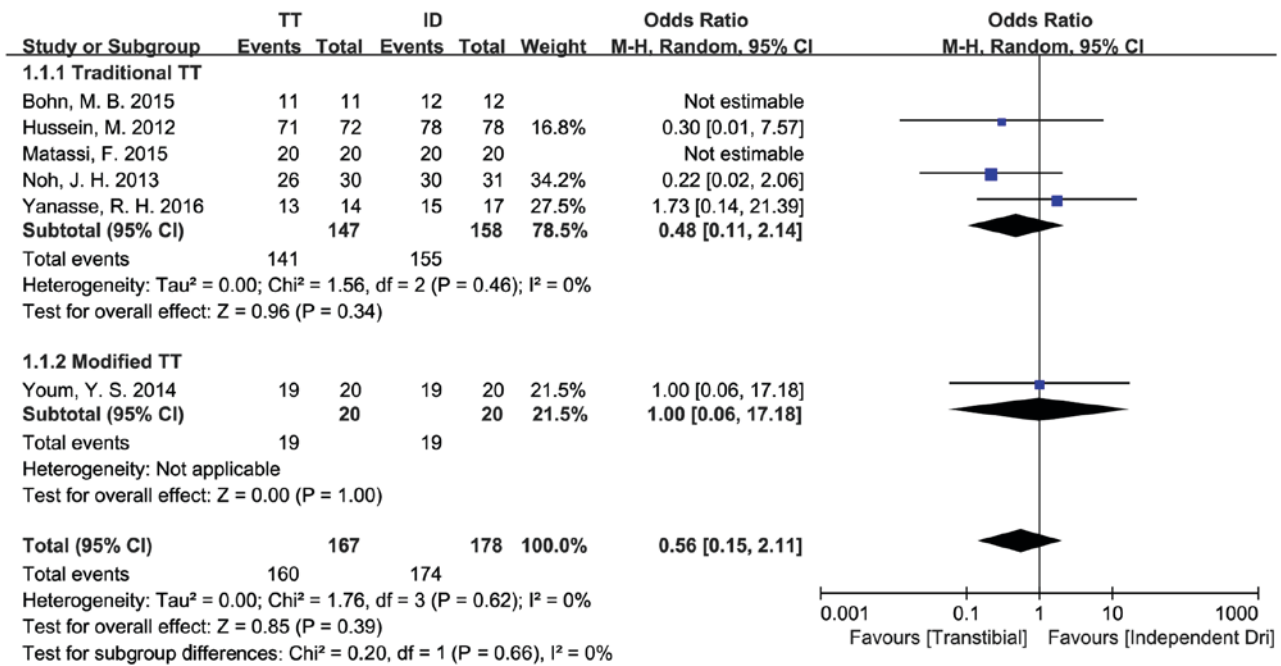 TT ID Odds Ratio Odds Ratio
Study or Subgroup Events Total Events Total Weight M-H, Random, 95% CI M-H, Random, 95% CI
1.1.1 Traditional TT
Bohn, M. B. 2015 11 11 12 12 Not estimable
Hussein, M. 2012 71 72 78 78 16.8% 0.30 [0.01, 7.57]
Matassi, F. 2015 20 20 20 20 Not estimable
Noh, J. H. 2013 26 30 30 31 34.2% 0.22 [0.02, 2.06]
Yanasse, R. H. 2016 13 14 15 17 27.5% 1.73 [0.14, 21.39]
Subtotal (95% CI) 147 158 78.5% 0.48 [0.11, 2.14]
Total events 141 155
Heterogeneity: Tau² = 0.00; Chi² = 1.56, df = 2 (P = 0.46); I² = 0%
Test for overall effect: Z = 0.96 (P = 0.34)
1.1.2 Modified TT
Youm, Y. S. 2014 19 20 19 20 21.5% 1.00 [0.06, 17.18]
Subtotal (95% CI) 20 20 21.5% 1.00 [0.06, 17.18]
Total events 19 19
Heterogeneity: Not applicable
Test for overall effect: Z = 0.00 (P = 1.00)
Total (95% CI) 167 178 100.0% 0.56 [0.15, 2.11]
Total events 160 174
Heterogeneity: Tau² = 0.00; Chi² = 1.76, df = 3 (P = 0.62); I² = 0%
Test for overall effect: Z = 0.85 (P = 0.39)
Test for subgroup differences: Chi² = 0.20, df = 1 (P = 0.66), I² = 0%
0.001 0.1 1 10 1000
Favours [Transtibial] Favours [Independent Dri]